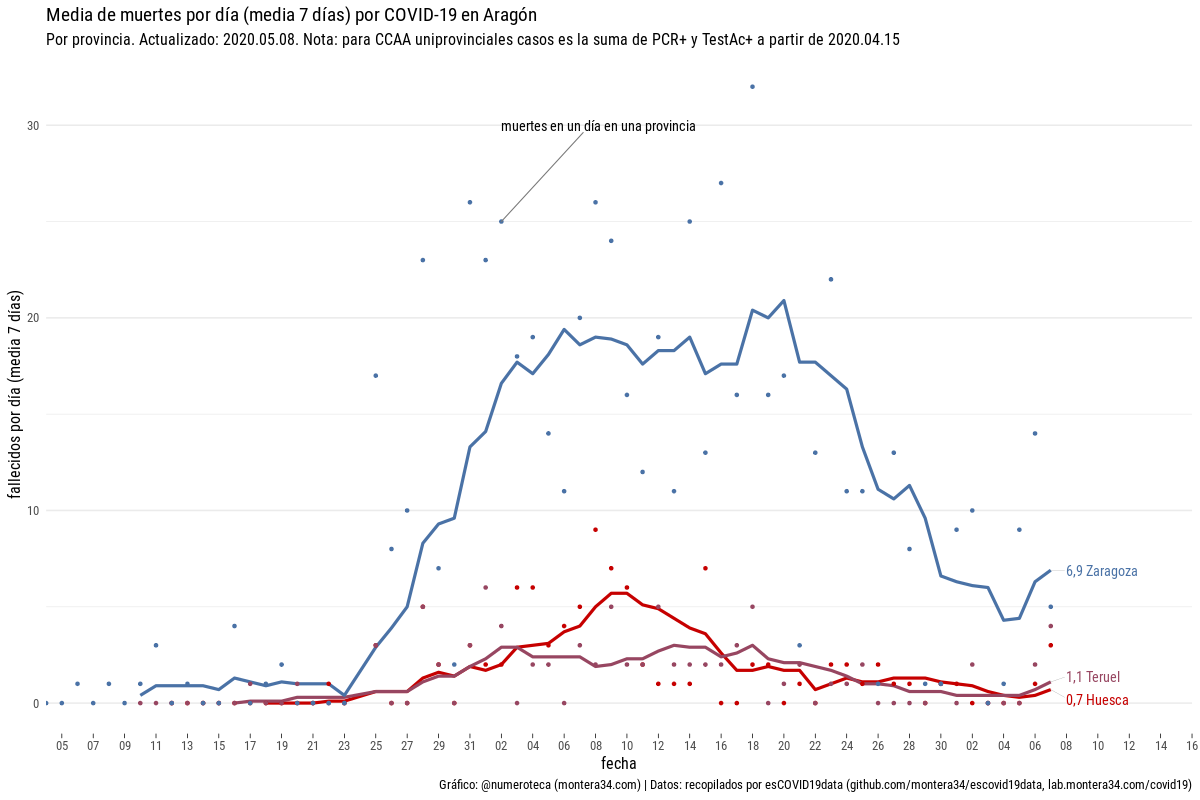 Media de muertes por día (media 7 días) por COVID-19 en Aragón
Por provincia. Actualizado: 2020.05.08. Nota: para CCAA uniprovinciales casos es la suma de PCR+ y TestAc+ a partir de 2020.04.15
muertes en un día en una provincia
fallecidos por día (media 7 días)
30
20
10
0
6,9 Zaragoza
1,1 Teruel
0,7 Huesca
05 07 09 11 13 15 17 19 21 23 25 27 29 31 02 04 06 08 10 12 14 16 18 20 22 24 26 28 30 02 04 06 08 10 12 14 16
fecha
Gráfico: @numeroteca (montera34.com) | Datos: recopilados por esCOVID19data (github.com/montera34/escovid19data, lab.montera34.com/covid19)